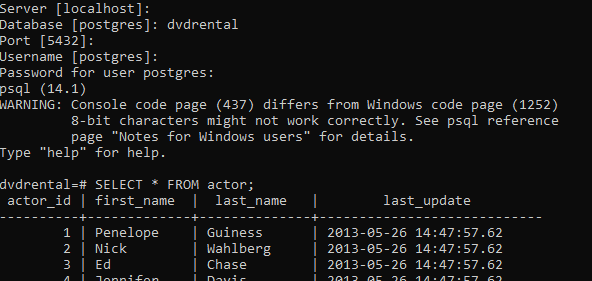 Server [localhost]:
Database [postgres]: dvdrental
Port [5432]:
Username [postgres]:
Password for user postgres:
psql (14.1)
WARNING: Console code page (437) differs from Windows code page (1252)
         8-bit characters might not work correctly. See psql reference
         page "Notes for Windows users" for details.
Type "help" for help.

dvdrental=# SELECT * FROM actor;
 actor_id | first_name  |  last_name   |      last_update
----------+-------------+--------------+------------------------
        1 | Penelope    | Guiness      | 2013-05-26 14:47:57.62
        2 | Nick        | Wahlberg     | 2013-05-26 14:47:57.62
        3 | Ed          | Chase        | 2013-05-26 14:47:57.62
        4 | Jennifer    | Davis        | 2013-05-26 14:47:57.62